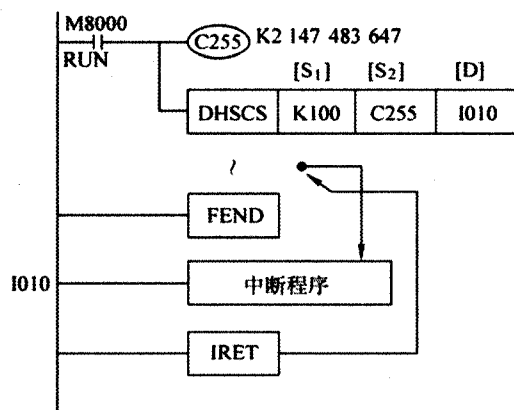 M8000
RUN
C255 K2 147 483 647
[S₁] [S₂] [D]
DHSCS K100 C255 I010
~
FEND
I010 中断程序
IRET